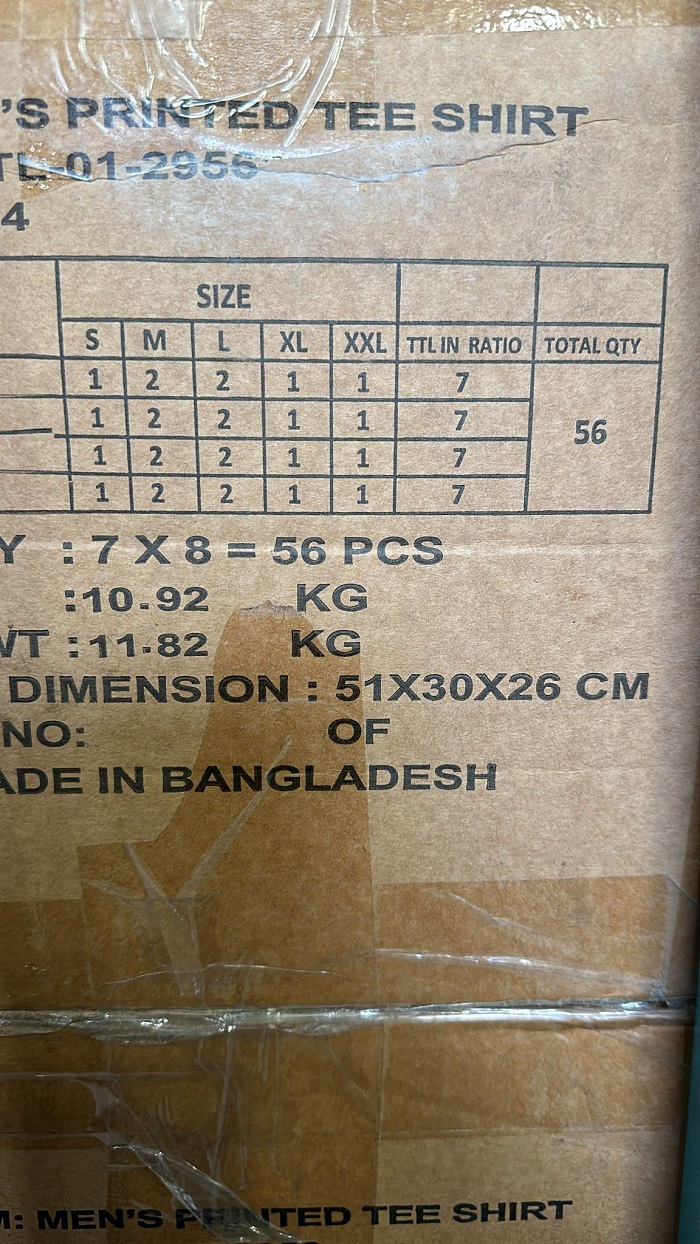 'S PRINTED TEE SHIRT
TL 01-2956
4
SIZE
S M L XL XXL TTL IN RATIO TOTAL QTY
1 2 2 1 1 7
1 2 2 1 1 7
56
1 2 2 1 1 7
1 2 2 1 1 7
Y : 7 X 8 = 56 PCS
:10.92 KG
WT :11.82 KG
DIMENSION : 51X30X26 CM
NO: OF
ADE IN BANGLADESH
M: MEN'S PRINTED TEE SHIRT